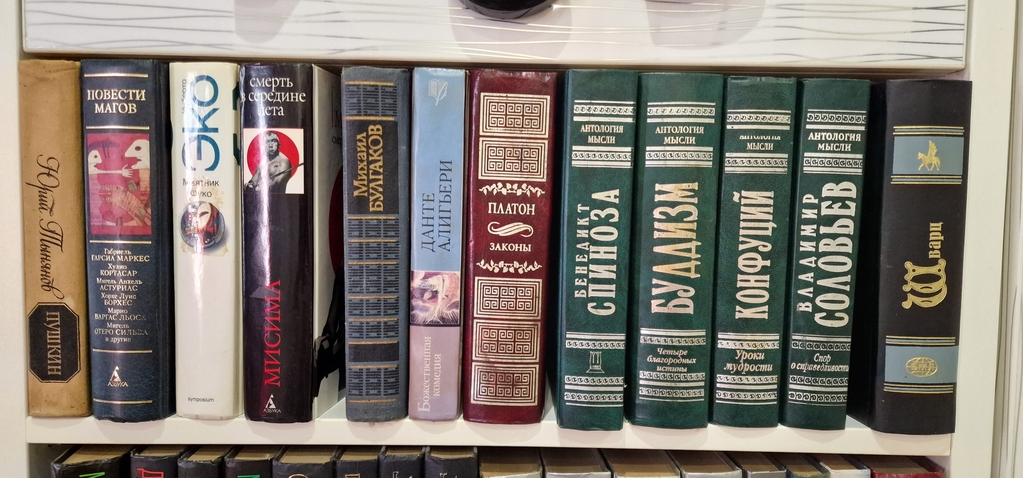 Юрий Тынянов
ПУШКИН
ПОВЕСТИ
МАГОВ
Габриель
ГАРСИА МАРКЕС
Хулио
КОРТАСАР
Мигель Анхель
АСТУРИАС
Хорхе Луис
БОРХЕС
Марио
ВАРГАС ЛЬОСА
Мигель
ОТЕРО СИЛЬВА
и другие
АЗБУКА
Эко
Маятник
Фуко
symposium
смерть
в середине
лета
МИСИМА
АЗБУКА
Михаил
БУЛГАКОВ
ДАНТЕ
АЛИГЬЕРИ
Божественная
комедия
ПЛАТОН
ЗАКОНЫ
АНТОЛОГИЯ
МЫСЛИ
БЕНЕДИКТ
СПИНОЗА
АНТОЛОГИЯ
МЫСЛИ
БУДДИЗМ
Четыре
благородных
истины
АНТОЛОГИЯ
МЫСЛИ
КОНФУЦИЙ
Уроки
мудрости
АНТОЛОГИЯ
МЫСЛИ
ВЛАДИМИР
СОЛОВЬЕВ
Спор
о справедливости
Шварц